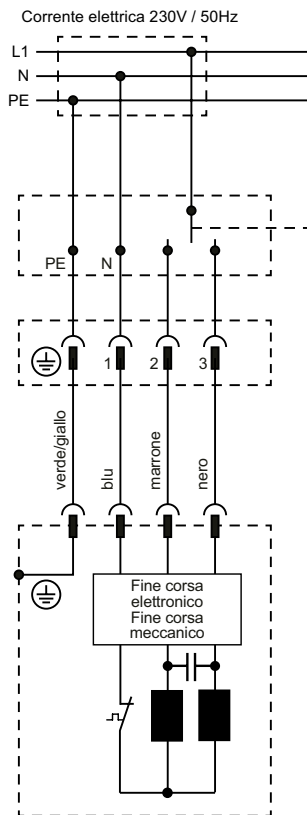 Corrente elettrica 230V / 50Hz
L1
N
PE
PE N
1 2 3
verde/giallo
blu
marrone
nero
Fine corsa
elettronico
Fine corsa
meccanico